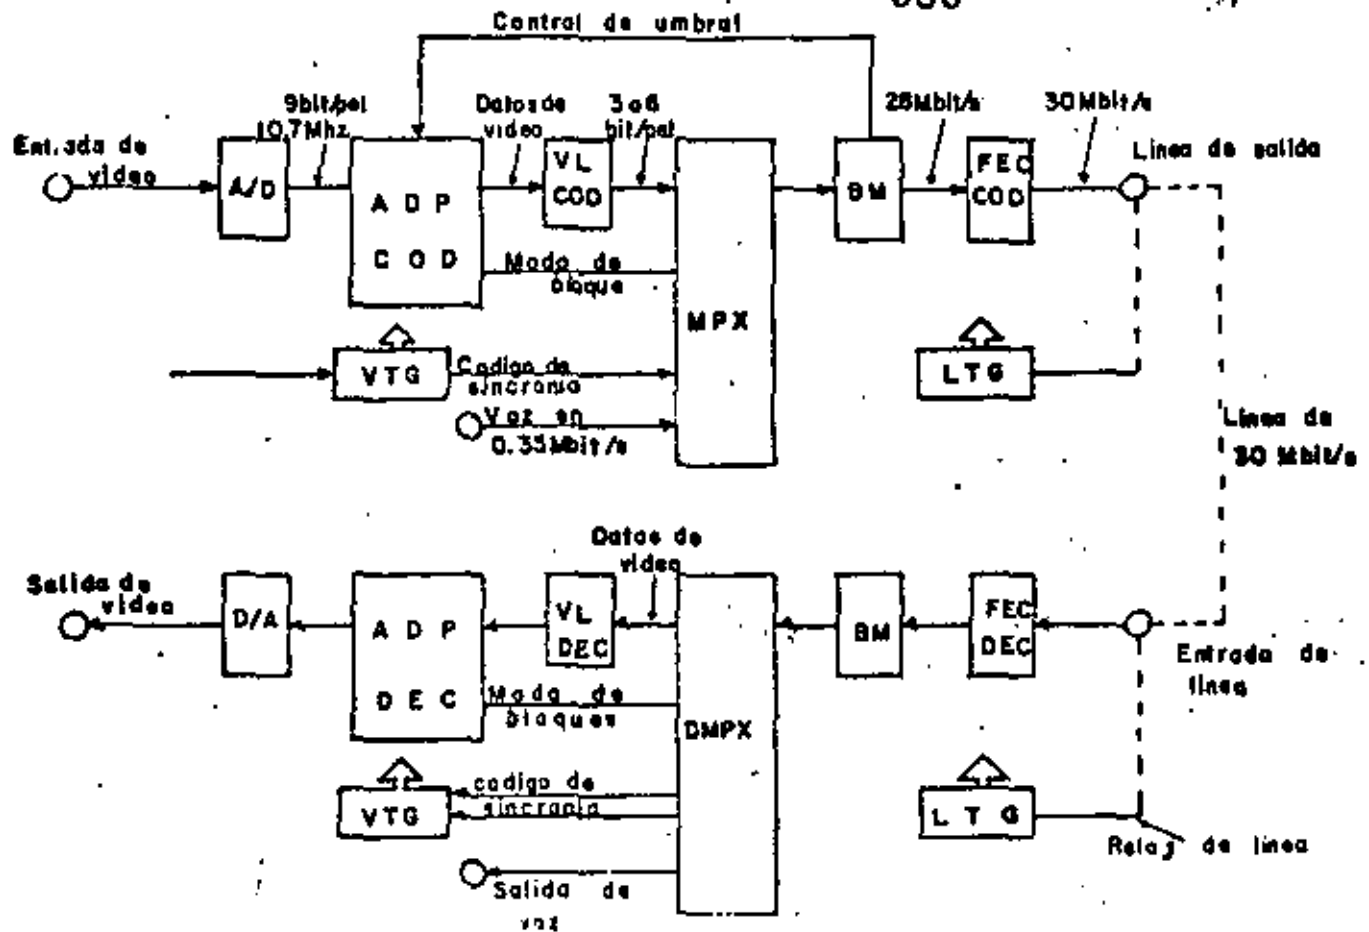 Control de umbral
9bit/pel
10.7Mhz
Datos de
video
3 o 6
bit/pel
28Mbit/s
30Mbit/s
Entrada de
video
A/D
A D P
C O D
VL
COD
BM
FEC
COD
Linea de salida
Modo de
bloque
MPX
VTG
Codigo de
sincronia
LTG
Voz en
0.35Mbit/s
Linea de
30 Mbit/s
Datos de
video
Salida de
video
D/A
A D P
D E C
VL
DEC
BM
FEC
DEC
Entrada de
linea
Modo de
bloques
DMPX
VTG
codigo de
sincronia
L T G
Reloj de linea
Salida de
voz